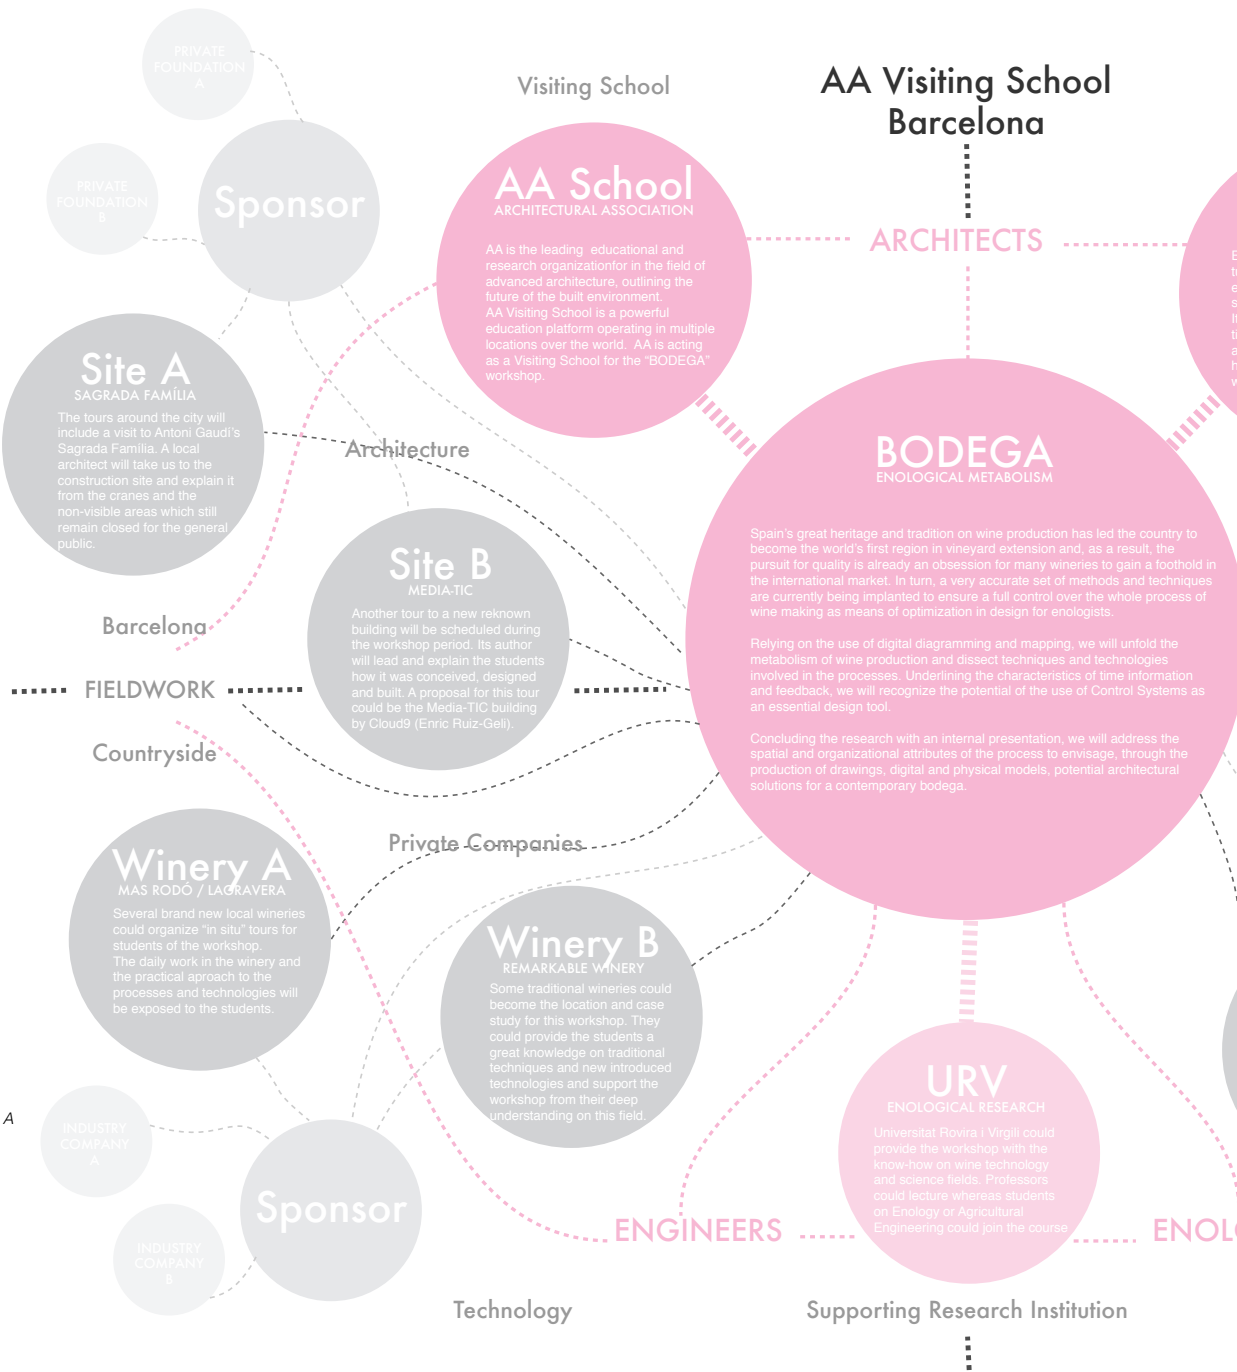 PRIVATE
FOUNDATION
A
PRIVATE
FOUNDATION
B
Sponsor
Visiting School
AA Visiting School
Barcelona
AA School
ARCHITECTURAL ASSOCIATION
AA is the leading educational and
research organizationfor in the field of
advanced architecture, outlining the
future of the built environment.
AA Visiting School is a powerful
education platform operating in multiple
locations over the world. AA is acting
as a Visiting School for the “BODEGA”
workshop.
ARCHITECTS
Site A
SAGRADA FAMÍLIA
The tours around the city will
include a visit to Antoni Gaudí’s
Sagrada Família. A local
architect will take us to the
construction site and explain it
from the cranes and the
non-visible areas which still
remain closed for the general
public.
Architecture
BODEGA
ENOLOGICAL METABOLISM
Spain’s great heritage and tradition on wine production has led the country to
become the world’s first region in vineyard extension and, as a result, the
pursuit for quality is already an obsession for many wineries to gain a foothold in
the international market. In turn, a very accurate set of methods and techniques
are currently being implanted to ensure a full control over the whole process of
wine making as means of optimization in design for enologists.
Relying on the use of digital diagramming and mapping, we will unfold the
metabolism of wine production and dissect techniques and technologies
involved in the processes. Underlining the characteristics of time information
and feedback, we will recognize the potential of the use of Control Systems as
an essential design tool.
Concluding the research with an internal presentation, we will address the
spatial and organizational attributes of the process to envisage, through the
production of drawings, digital and physical models, potential architectural
solutions for a contemporary bodega.
Site B
MEDIA-TIC
Another tour to a new reknown
building will be scheduled during
the workshop period. Its author
will lead and explain the students
how it was conceived, designed
and built. A proposal for this tour
could be the Media-TIC building
by Cloud9 (Enric Ruiz-Geli).
Barcelona
FIELDWORK
Countryside
Private Companies
Winery A
MAS RODÓ / LAGRAVERA
Several brand new local wineries
could organize “in situ” tours for
students of the workshop.
The daily work in the winery and
the practical aproach to the
processes and technologies will
be exposed to the students.
Winery B
REMARKABLE WINERY
Some traditional wineries could
become the location and case
study for this workshop. They
could provide the students a
great knowledge on traditional
techniques and new introduced
technologies and support the
workshop from their deep
understanding on this field.
URV
ENOLOGICAL RESEARCH
Universitat Rovira i Virgili could
provide the workshop with the
know-how on wine technology
and science fields. Professors
could lecture whereas students
on Enology or Agricultural
Engineering could join the course
A
INDUSTRY
COMPANY
A
INDUSTRY
COMPANY
B
Sponsor
ENGINEERS
Technology
Supporting Research Institution